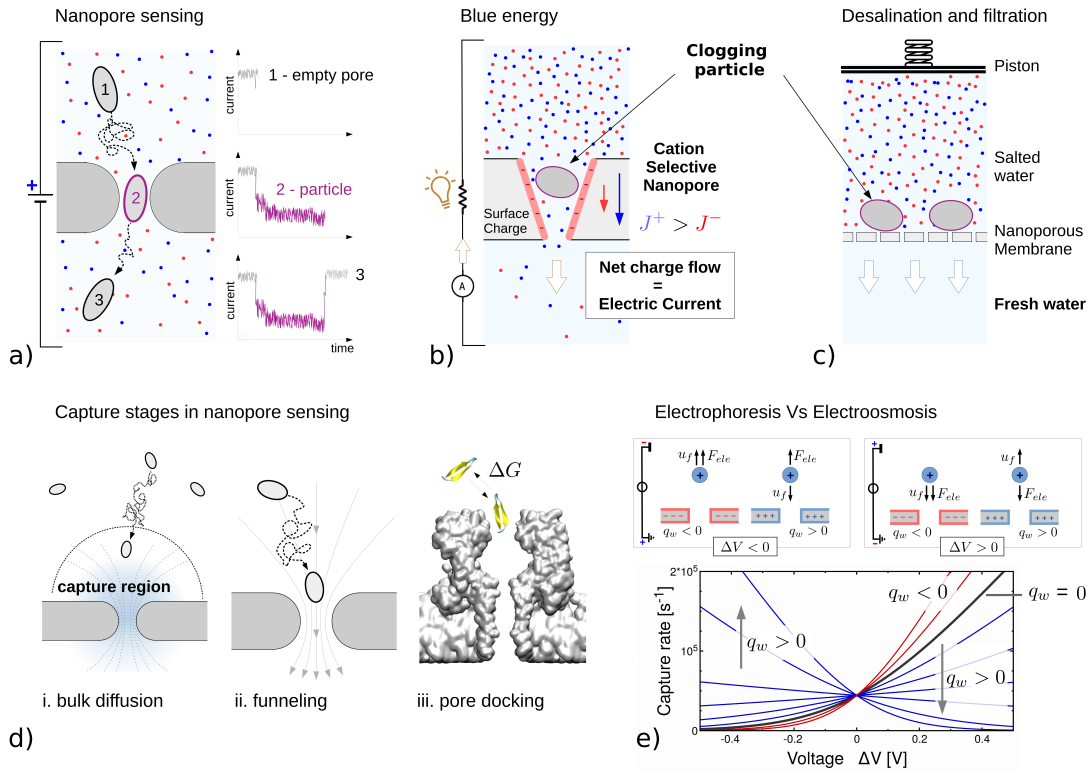 Nanopore sensing
1
2
3
+
current
1 - empty pore
current
2 - particle
current
3
time
a)
Blue energy
Clogging
particle
Cation
Selective
Nanopore
Surface
Charge
J⁺ > J⁻
A
Net charge flow
=
Electric Current
b)
Desalination and filtration
Piston
Salted
water
Nanoporous
Membrane
Fresh water
c)
Capture stages in nanopore sensing
capture region
i. bulk diffusion
ii. funneling
ΔG
iii. pore docking
d)
Electrophoresis Vs Electroosmosis
-
u_f F_ele
+
F_ele
+
u_f
- - -
- - -
+++
+++
q_w < 0
q_w > 0
+
ΔV < 0
+
u_f
+
+
u_f F_ele
F_ele
- - -
- - -
+++
+++
q_w < 0
q_w > 0
-
ΔV > 0
2*10⁵
10⁵
0
Capture rate [s⁻¹]
q_w < 0
q_w = 0
q_w > 0
q_w > 0
-0.4
-0.2
0
0.2
0.4
Voltage ΔV [V]
e)